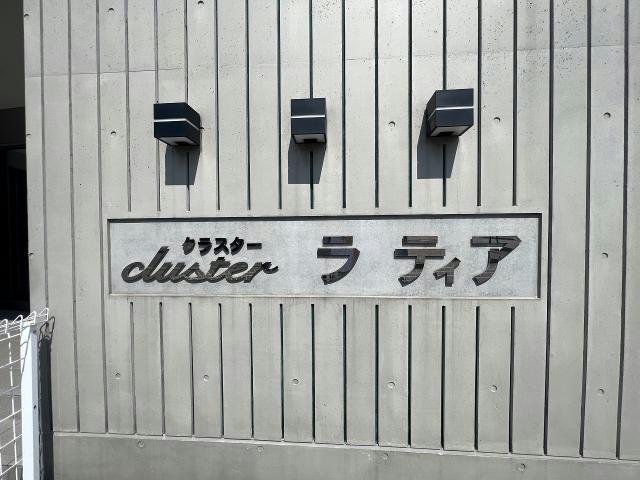 クラスター
cluster
ラ ティア